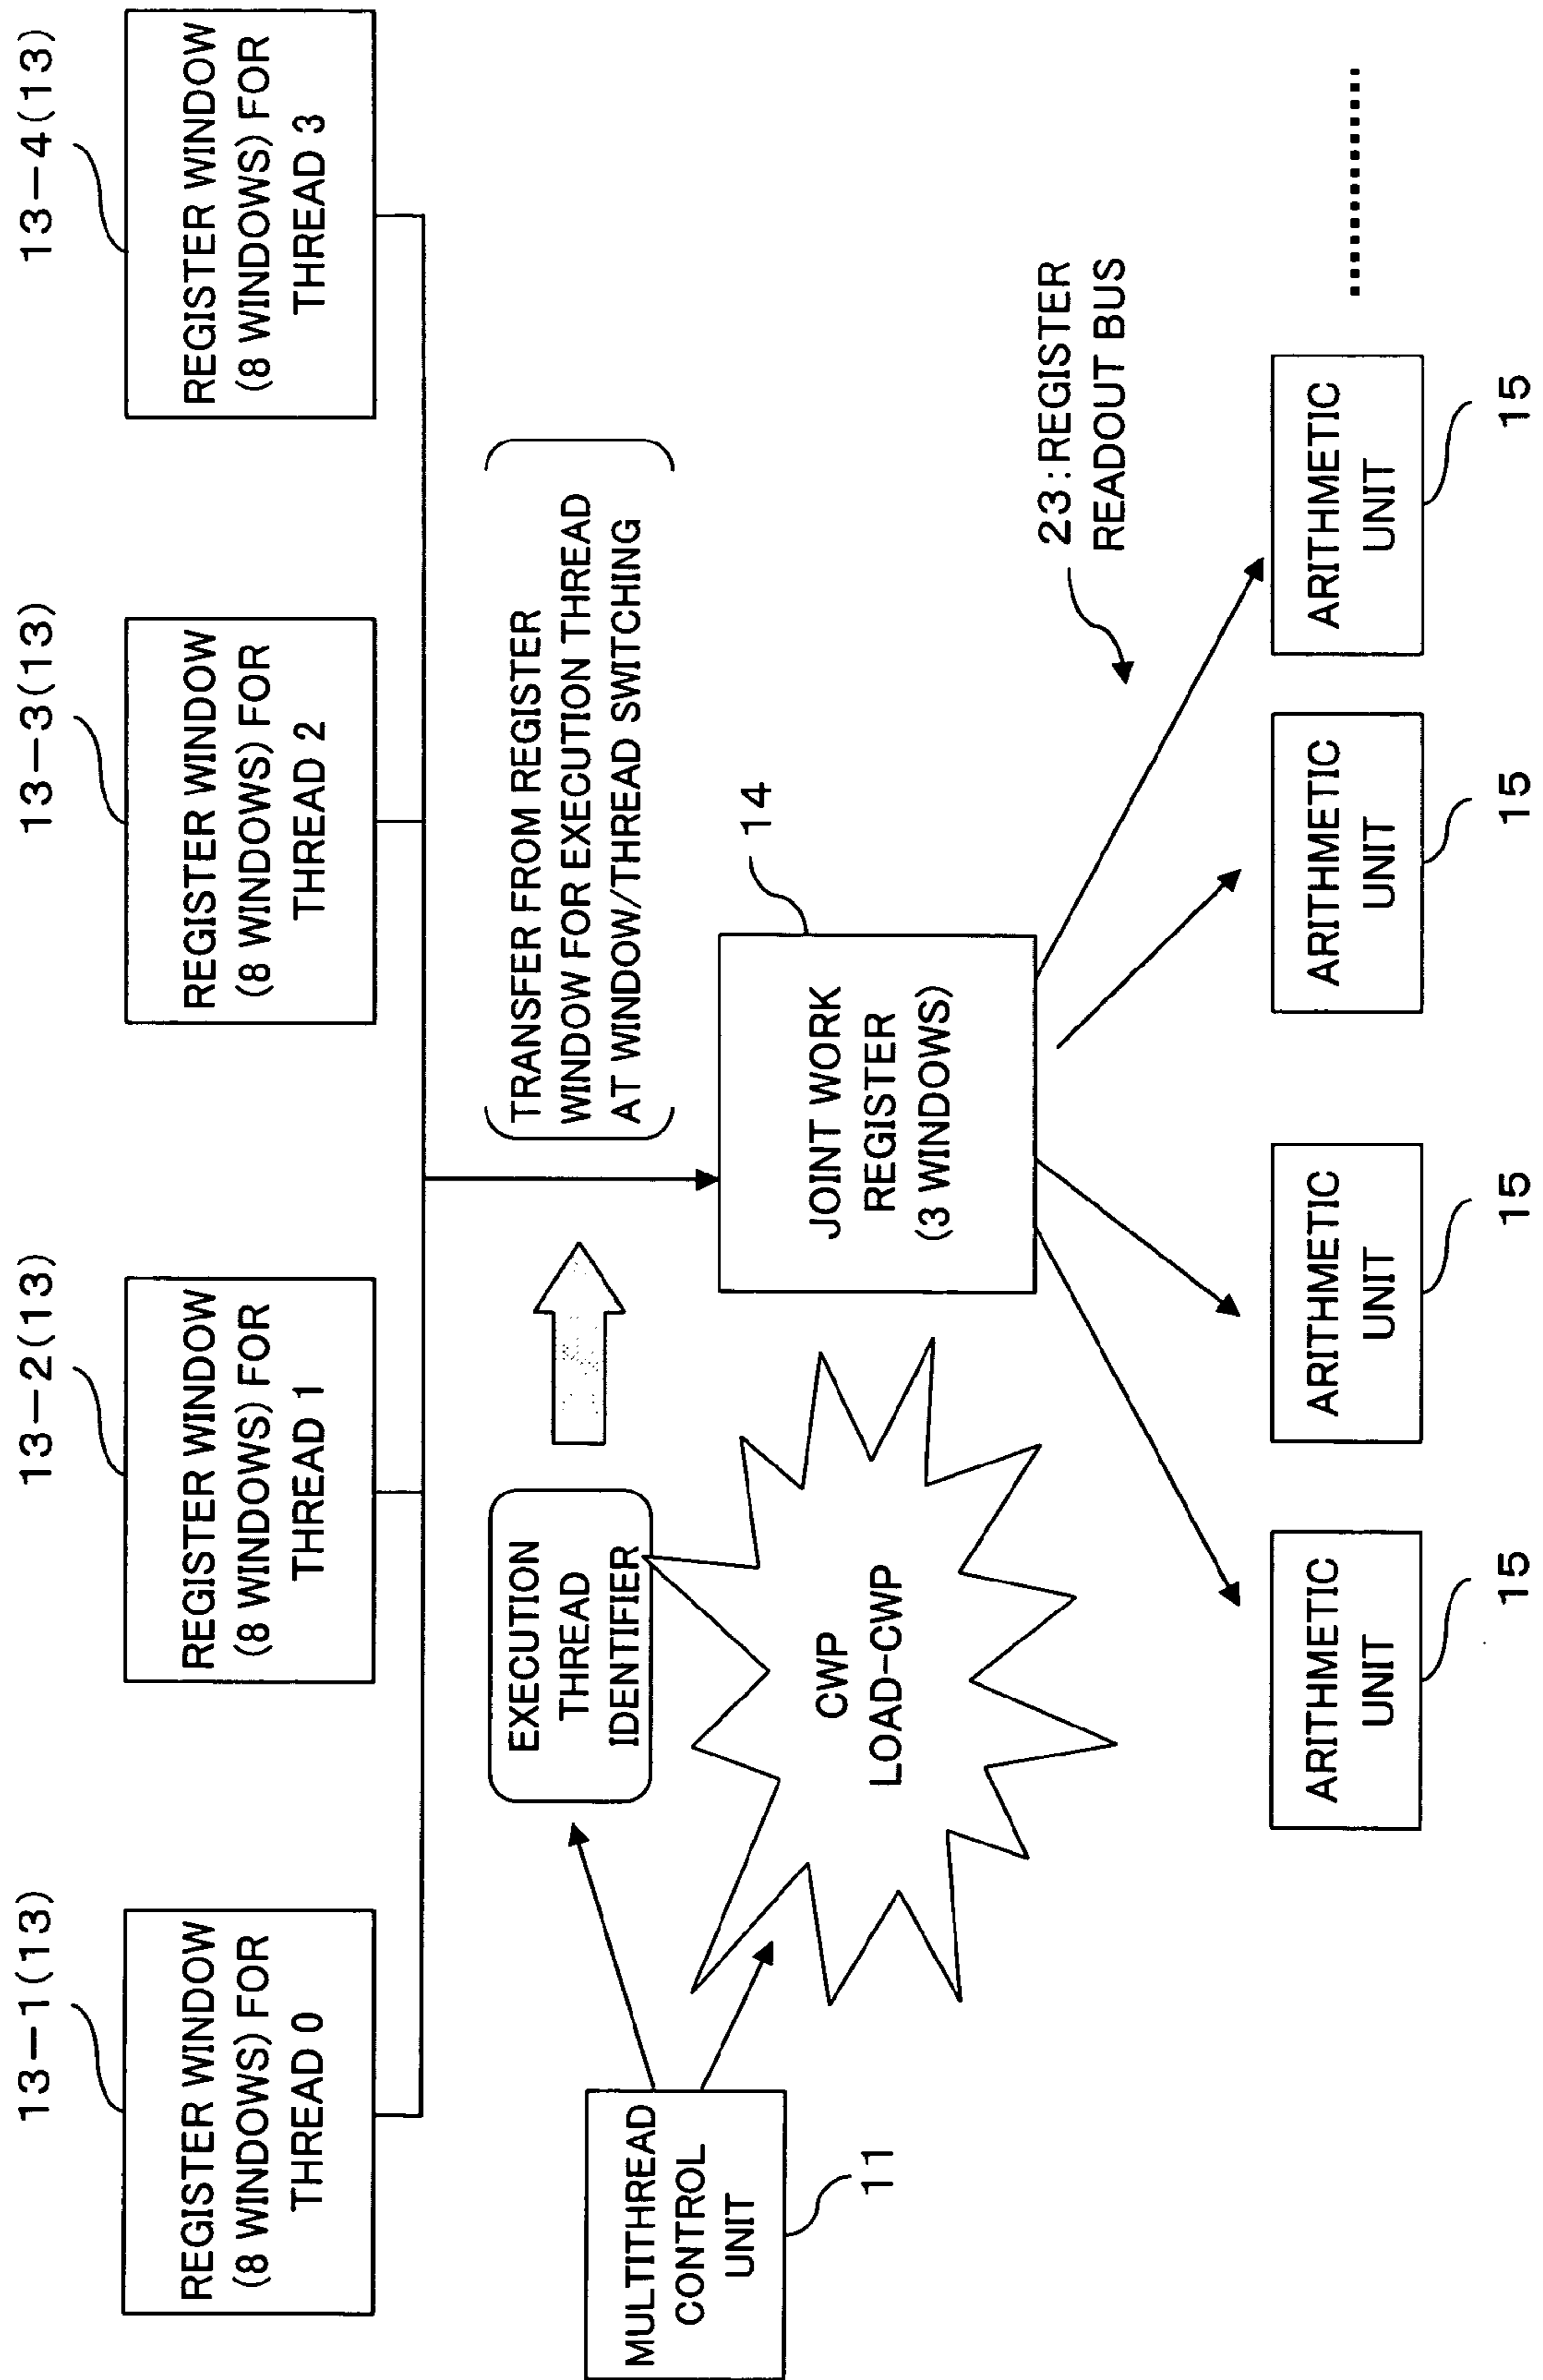 13-1(13)
13-2(13)
13-3(13)
13-4(13)
REGISTER WINDOW
(8 WINDOWS) FOR
THREAD 0
REGISTER WINDOW
(8 WINDOWS) FOR
THREAD 1
REGISTER WINDOW
(8 WINDOWS) FOR
THREAD 2
REGISTER WINDOW
(8 WINDOWS) FOR
THREAD 3
EXECUTION
THREAD
IDENTIFIER
TRANSFER FROM REGISTER
WINDOW FOR EXECUTION THREAD
AT WINDOW/THREAD SWITCHING
MULTITHREAD
CONTROL
UNIT
11
CWP
LOAD-CWP
14
JOINT WORK
REGISTER
(3 WINDOWS)
23:REGISTER
READOUT BUS
ARITHMETIC
UNIT
15
ARITHMETIC
UNIT
15
ARITHMETIC
UNIT
15
ARITHMETIC
UNIT
15